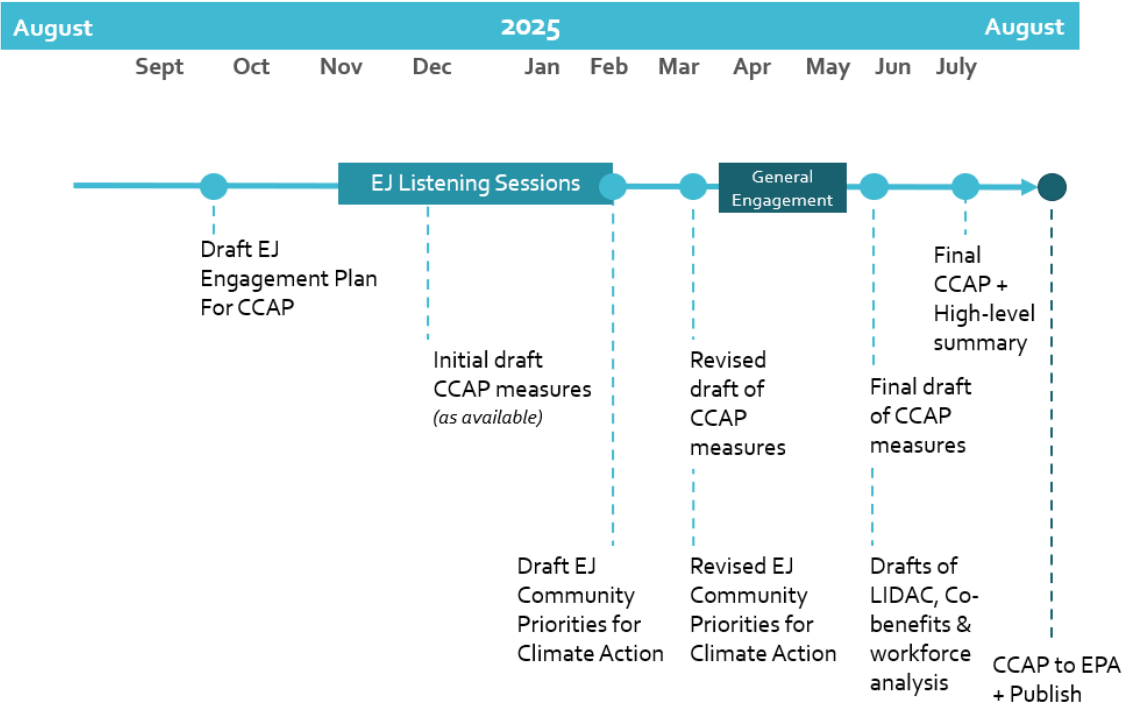 August
2025
August
Sept
Oct
Nov
Dec
Jan
Feb
Mar
Apr
May
Jun
July
EJ Listening Sessions
General
Engagement
Draft EJ
Engagement Plan
For CCAP
Initial draft
CCAP measures
(as available)
Draft EJ
Community
Priorities for
Climate Action
Revised
draft of
CCAP
measures
Revised EJ
Community
Priorities for
Climate Action
Final draft
of CCAP
measures
Drafts of
LIDAC, Co-
benefits &
workforce
analysis
Final
CCAP +
High-level
summary
CCAP to EPA
+ Publish